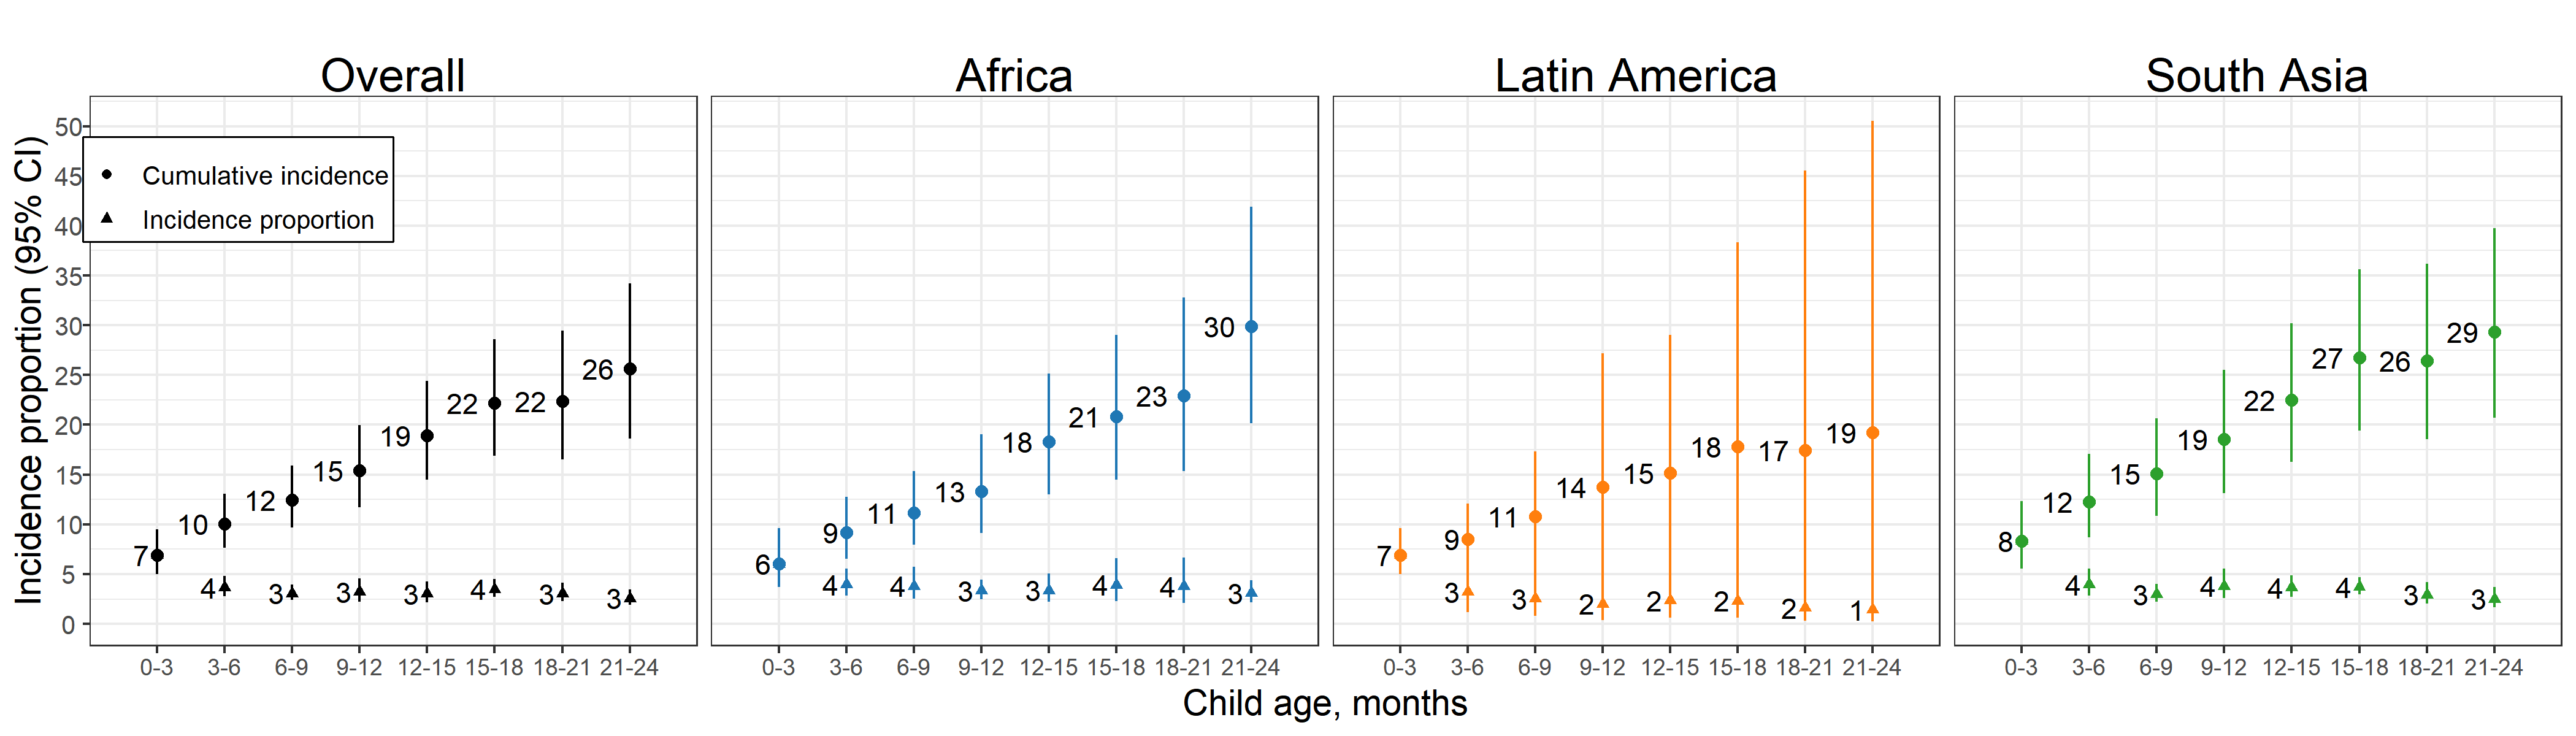 Overall
Africa
Latin America
South Asia
Incidence proportion (95% CI)
50
45
40
35
30
25
20
15
10
5
0
Cumulative incidence
Incidence proportion
7 10 12 15 19 22 22 26
4 3 3 3 4 3 3
6 9 11 13 18 21 23 30
4 4 3 3 4 4 3
7 9 11 14 15 18 17 19
3 3 2 2 2 2 1
8 12 15 19 22 27 26 29
4 3 4 4 4 3 3
0-3 3-6 6-9 9-12 12-15 15-18 18-21 21-24
0-3 3-6 6-9 9-12 12-15 15-18 18-21 21-24
0-3 3-6 6-9 9-12 12-15 15-18 18-21 21-24
0-3 3-6 6-9 9-12 12-15 15-18 18-21 21-24
Child age, months